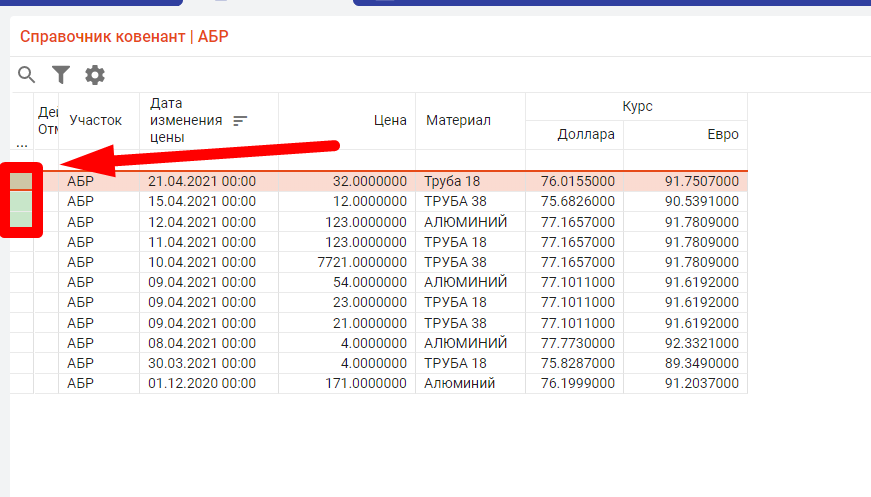 Справочник ковенант | АБР
Курс
Дата
изменения
цены
Участок
Цена
Материал
Доллара
Евро
...
АБР 21.04.2021 00:00 32.0000000 Труба 18 76.0155000 91.7507000
АБР 15.04.2021 00:00 12.0000000 ТРУБА 38 75.6826000 90.5391000
АБР 12.04.2021 00:00 123.0000000 АЛЮМИНИЙ 77.1657000 91.7809000
АБР 11.04.2021 00:00 123.0000000 ТРУБА 18 77.1657000 91.7809000
АБР 10.04.2021 00:00 7721.0000000 ТРУБА 38 77.1657000 91.7809000
АБР 09.04.2021 00:00 54.0000000 АЛЮМИНИЙ 77.1011000 91.6192000
АБР 09.04.2021 00:00 23.0000000 ТРУБА 18 77.1011000 91.6192000
АБР 09.04.2021 00:00 21.0000000 ТРУБА 38 77.1011000 91.6192000
АБР 08.04.2021 00:00 4.0000000 АЛЮМИНИЙ 77.7730000 92.3321000
АБР 30.03.2021 00:00 4.0000000 ТРУБА 18 75.8287000 89.3490000
АБР 01.12.2020 00:00 171.0000000 Алюминий 76.1999000 91.2037000